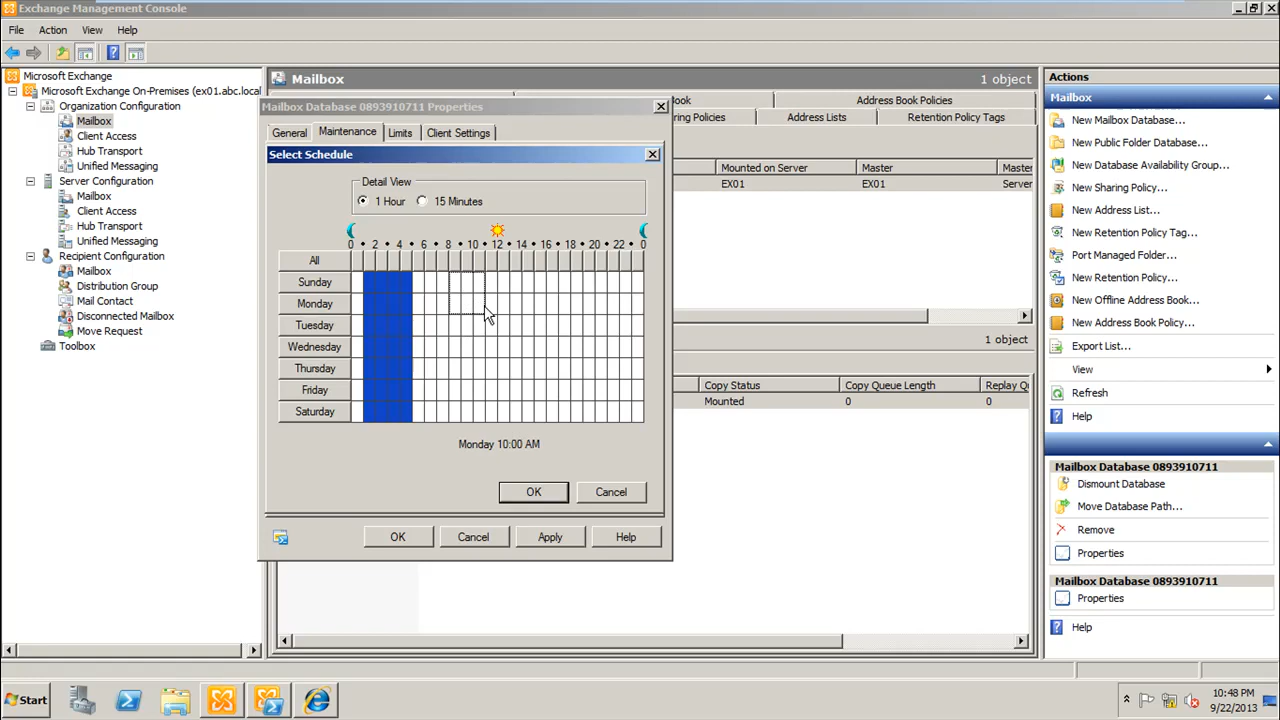 Exchange Management Console
File Action View Help
Microsoft Exchange
Microsoft Exchange On-Premises (ex01.abc.local
Organization Configuration
Mailbox
Client Access
Hub Transport
Unified Messaging
Server Configuration
Mailbox
Client Access
Hub Transport
Unified Messaging
Recipient Configuration
Mailbox
Distribution Group
Mail Contact
Disconnected Mailbox
Move Request
Toolbox
Mailbox 1 object
ook Address Book Policies
ring Policies Address Lists Retention Policy Tags
Mounted on Server Master Master
EX01 EX01 Server
1 object
Copy Status Copy Queue Length Replay Q
Mounted 0 0
Mailbox Database 0893910711 Properties
General Maintenance Limits Client Settings
Select Schedule
Detail View
1 Hour 15 Minutes
0 • 2 • 4 • 6 • 8 • 10 • 12 • 14 • 16 • 18 • 20 • 22 • 0
All
Sunday
Monday
Tuesday
Wednesday
Thursday
Friday
Saturday
Monday 10:00 AM
OK Cancel
OK Cancel Apply Help
Actions
Mailbox
New Mailbox Database...
New Public Folder Database...
New Database Availability Group...
New Sharing Policy...
New Address List...
New Retention Policy Tag...
Port Managed Folder...
New Retention Policy...
New Offline Address Book...
New Address Book Policy...
Export List...
View
Refresh
Help
Mailbox Database 0893910711
Dismount Database
Move Database Path...
Remove
Properties
Mailbox Database 0893910711
Properties
Help
Start
10:48 PM
9/22/2013